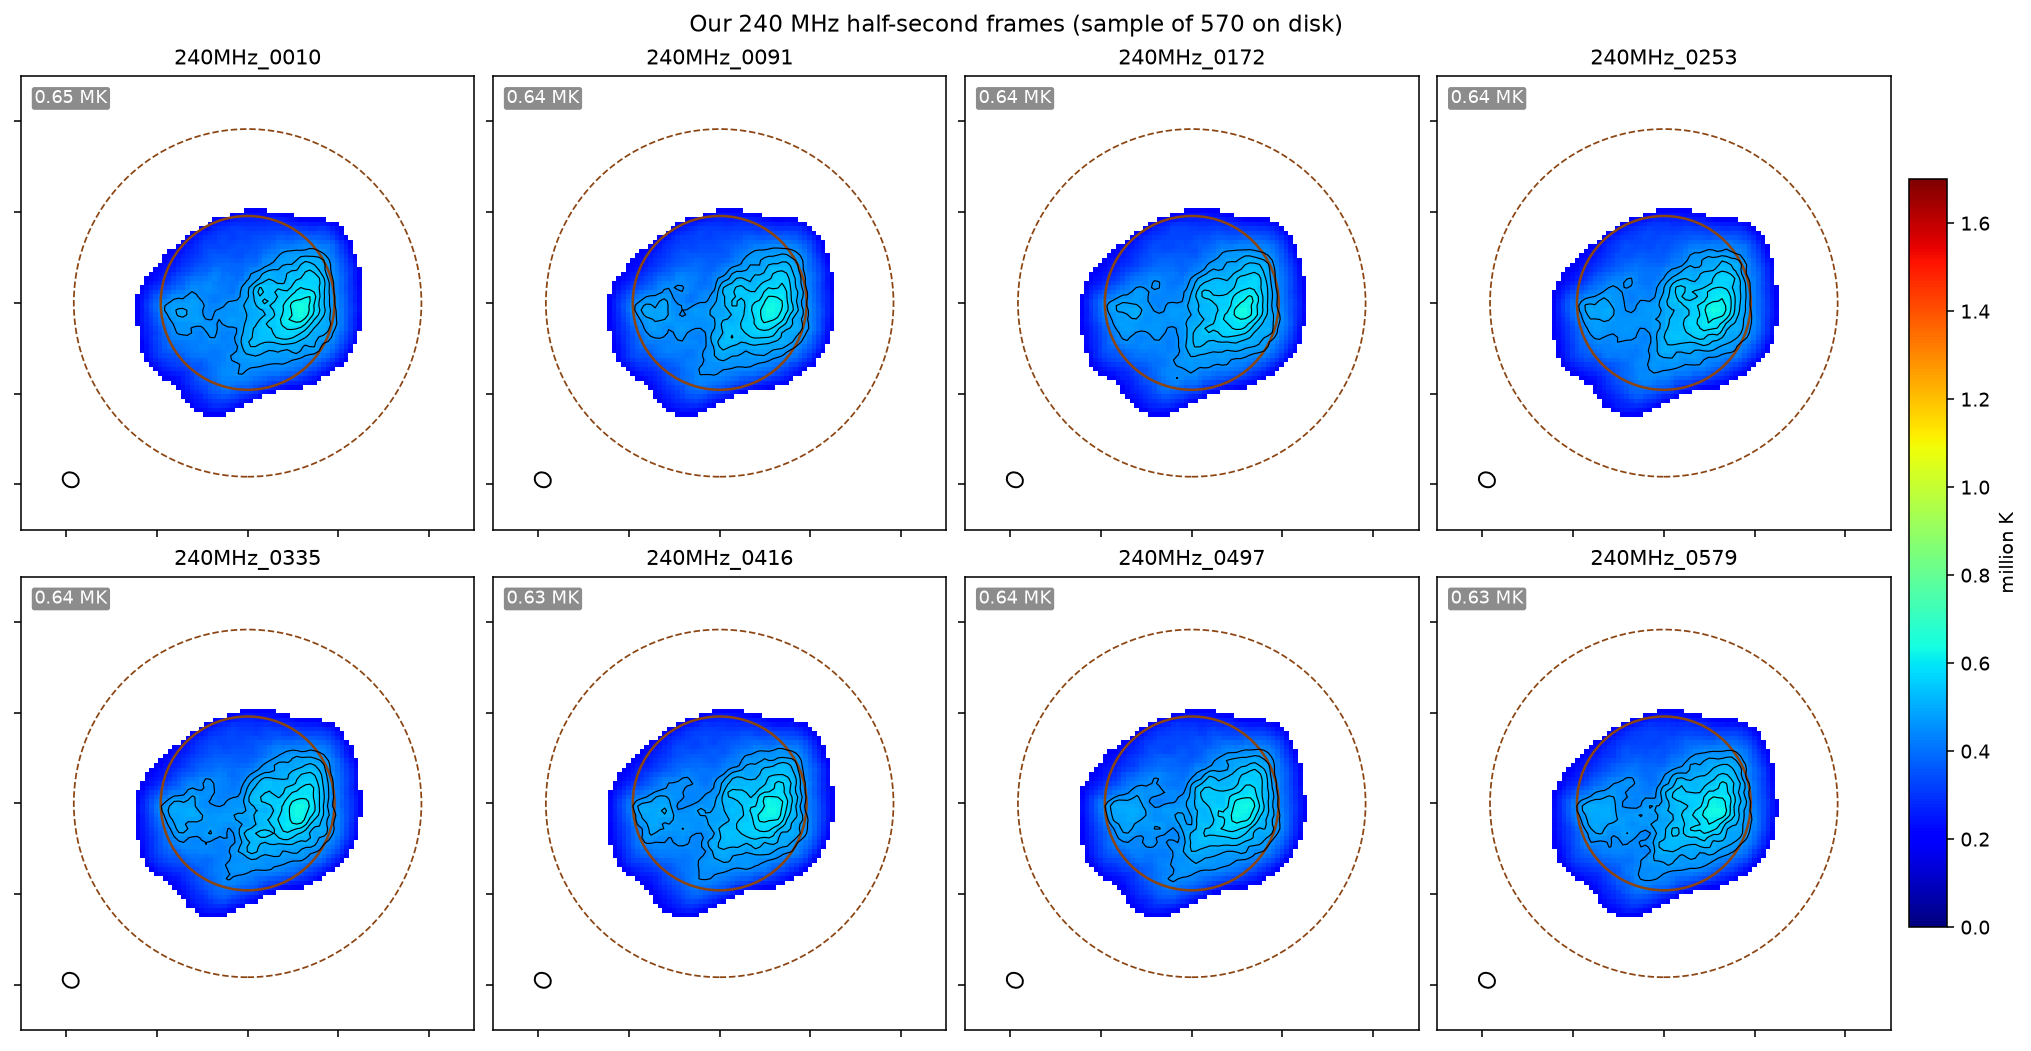 Our 240 MHz half-second frames (sample of 570 on disk)
240MHz_0010
240MHz_0091
240MHz_0172
240MHz_0253
0.65 MK
0.64 MK
0.64 MK
0.64 MK
240MHz_0335
240MHz_0416
240MHz_0497
240MHz_0579
0.64 MK
0.63 MK
0.64 MK
0.63 MK
1.6
1.4
1.2
1.0
0.8
0.6
0.4
0.2
0.0
million K